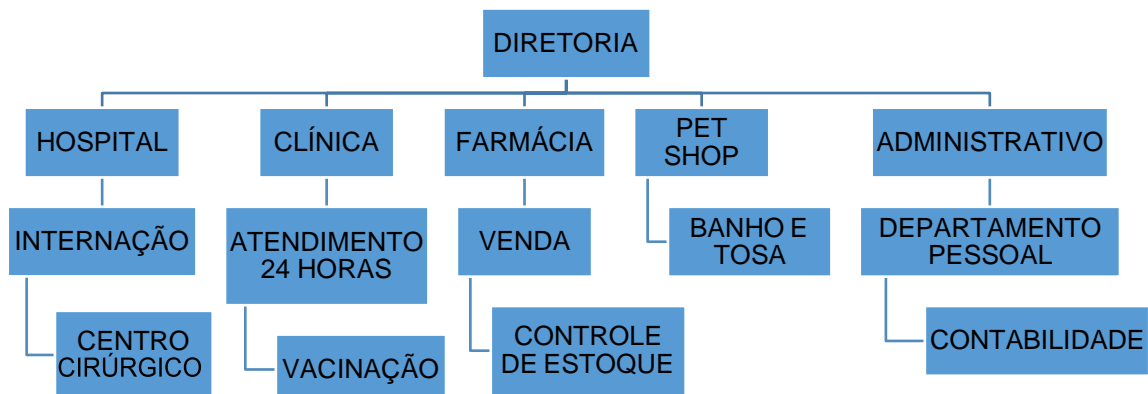 DIRETORIA
HOSPITAL
CLÍNICA
FARMÁCIA
PET
SHOP
ADMINISTRATIVO
INTERNAÇÃO
ATENDIMENTO
24 HORAS
VENDA
BANHO E
TOSA
DEPARTAMENTO
PESSOAL
CENTRO
CIRÚRGICO
VACINAÇÃO
CONTROLE
DE ESTOQUE
CONTABILIDADE